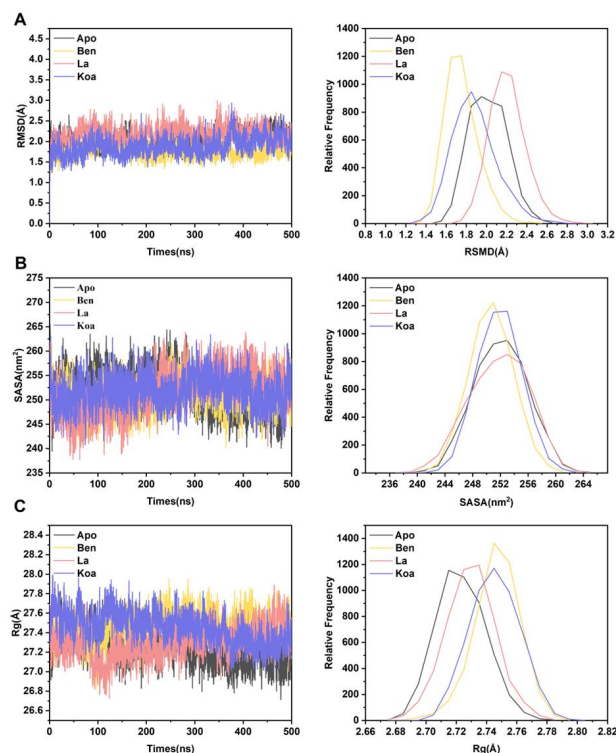 A
Apo
Ben
La
Koa
RMSD(Å)
4.5
4.0
3.5
3.0
2.5
2.0
1.5
1.0
0.5
0.0
0 100 200 300 400 500
Times(ns)
Apo
Ben
La
Koa
Relative Frequency
1400
1200
1000
800
600
400
200
0
0.8 1.0 1.2 1.4 1.6 1.8 2.0 2.2 2.4 2.6 2.8 3.0 3.2
RSMD(Å)
B
Apo
Ben
La
Koa
SASA(nm²)
275
270
265
260
255
250
245
240
235
0 100 200 300 400 500
Times(ns)
Apo
Ben
La
Koa
Relative Frequency
1400
1200
1000
800
600
400
200
0
236 240 244 248 252 256 260 264
SASA(nm²)
C
Apo
Ben
La
Koa
Rg(Å)
28.4
28.2
28.0
27.8
27.6
27.4
27.2
27.0
26.8
26.6
0 100 200 300 400 500
Times(ns)
Apo
Ben
La
Koa
Relative Frequency
1400
1200
1000
800
600
400
200
0
2.66 2.68 2.70 2.72 2.74 2.76 2.78 2.80 2.82
Rg(Å)